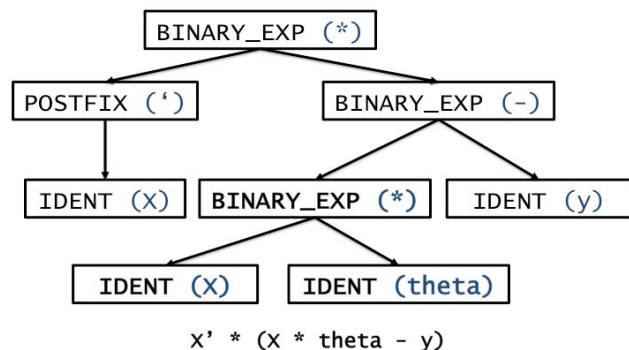 BINARY_EXP (*)
POSTFIX (‘) BINARY_EXP (-)
IDENT (X) BINARY_EXP (*) IDENT (y)
IDENT (X) IDENT (theta)
X’ * (X * theta - y)